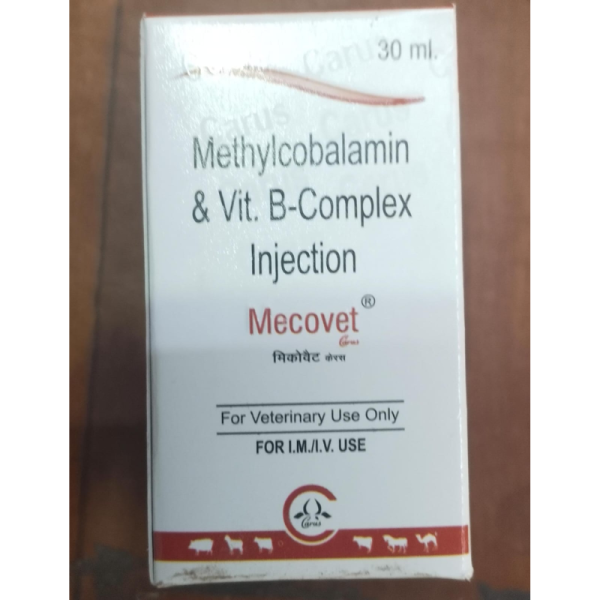 30 ml.
Methylcobalamin
& Vit. B-Complex
Injection
Mecovet®
Carus
मिकोवैट केरस
For Veterinary Use Only
FOR I.M./I.V. USE
Carus